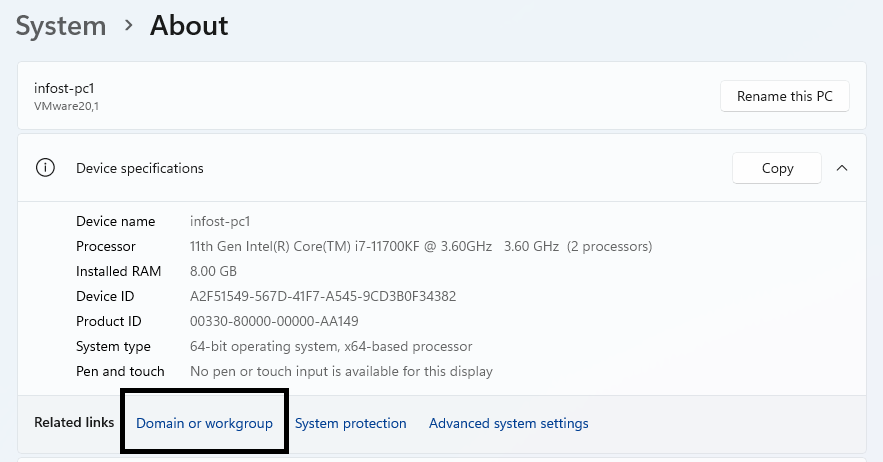 System > About
infost-pc1
VMware20,1
Rename this PC
Device specifications
Copy
Device name infost-pc1
Processor 11th Gen Intel(R) Core(TM) i7-11700KF @ 3.60GHz 3.60 GHz (2 processors)
Installed RAM 8.00 GB
Device ID A2F51549-567D-41F7-A545-9CD3B0F34382
Product ID 00330-80000-00000-AA149
System type 64-bit operating system, x64-based processor
Pen and touch No pen or touch input is available for this display
Related links Domain or workgroup System protection Advanced system settings